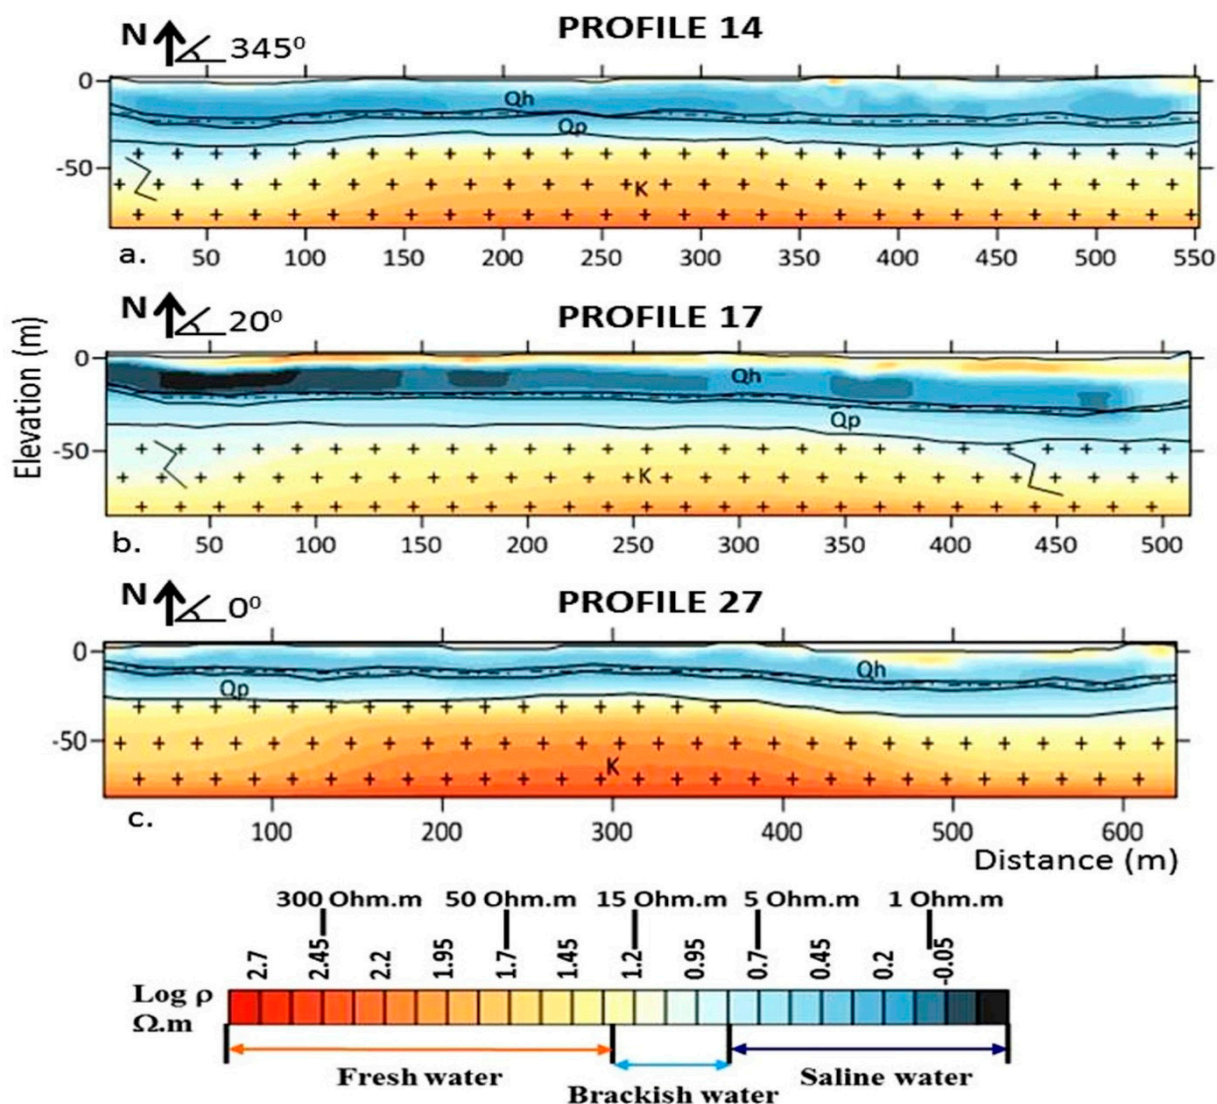 PROFILE 14
N 345⁰
0
Qh
Qp
-50
K
a.
50 100 150 200 250 300 350 400 450 500 550
PROFILE 17
N 20⁰
Elevation (m)
0
Qh
Qp
-50
K
b.
50 100 150 200 250 300 350 400 450 500
PROFILE 27
N 0⁰
0
Qh
Qp
-50
K
c.
100 200 300 400 500 600
Distance (m)
300 Ohm.m 50 Ohm.m 15 Ohm.m 5 Ohm.m 1 Ohm.m
2.7 2.45 2.2 1.95 1.7 1.45 1.2 0.95 0.7 0.45 0.2 -0.05
Log ρ
Ω.m
Fresh water
Brackish water
Saline water